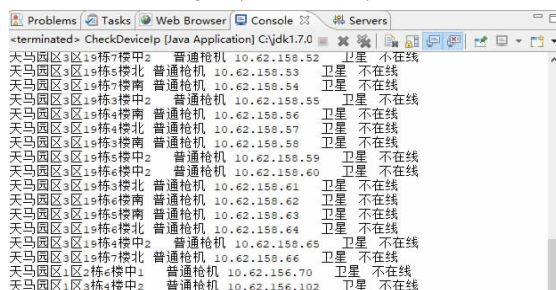 Problems Tasks Web Browser Console Servers
<terminated> CheckDeviceIp [Java Application] C:\jdk1.7.0
天马园区3区19栋7楼中2 普通枪机 10.62.158.52 卫星 不在线
天马园区3区19栋5楼北 普通枪机 10.62.158.53 卫星 不在线
天马园区3区19栋7楼南 普通枪机 10.62.158.54 卫星 不在线
天马园区3区19栋3楼中2 普通枪机 10.62.158.55 卫星 不在线
天马园区3区19栋4楼南 普通枪机 10.62.158.56 卫星 不在线
天马园区3区19栋4楼北 普通枪机 10.62.158.57 卫星 不在线
天马园区3区19栋3楼南 普通枪机 10.62.158.58 卫星 不在线
天马园区3区19栋5楼中2 普通枪机 10.62.158.59 卫星 不在线
天马园区3区19栋6楼中2 普通枪机 10.62.158.60 卫星 不在线
天马园区3区19栋3楼北 普通枪机 10.62.158.61 卫星 不在线
天马园区3区19栋6楼南 普通枪机 10.62.158.62 卫星 不在线
天马园区3区19栋5楼南 普通枪机 10.62.158.63 卫星 不在线
天马园区3区19栋6楼北 普通枪机 10.62.158.64 卫星 不在线
天马园区3区19栋4楼中2 普通枪机 10.62.158.65 卫星 不在线
天马园区3区19栋7楼北 普通枪机 10.62.158.66 卫星 不在线
天马园区1区2栋6楼中1 普通枪机 10.62.156.70 卫星 不在线
天马园区1区3栋4楼中2 普通枪机 10.62.156.102 卫星 不在线